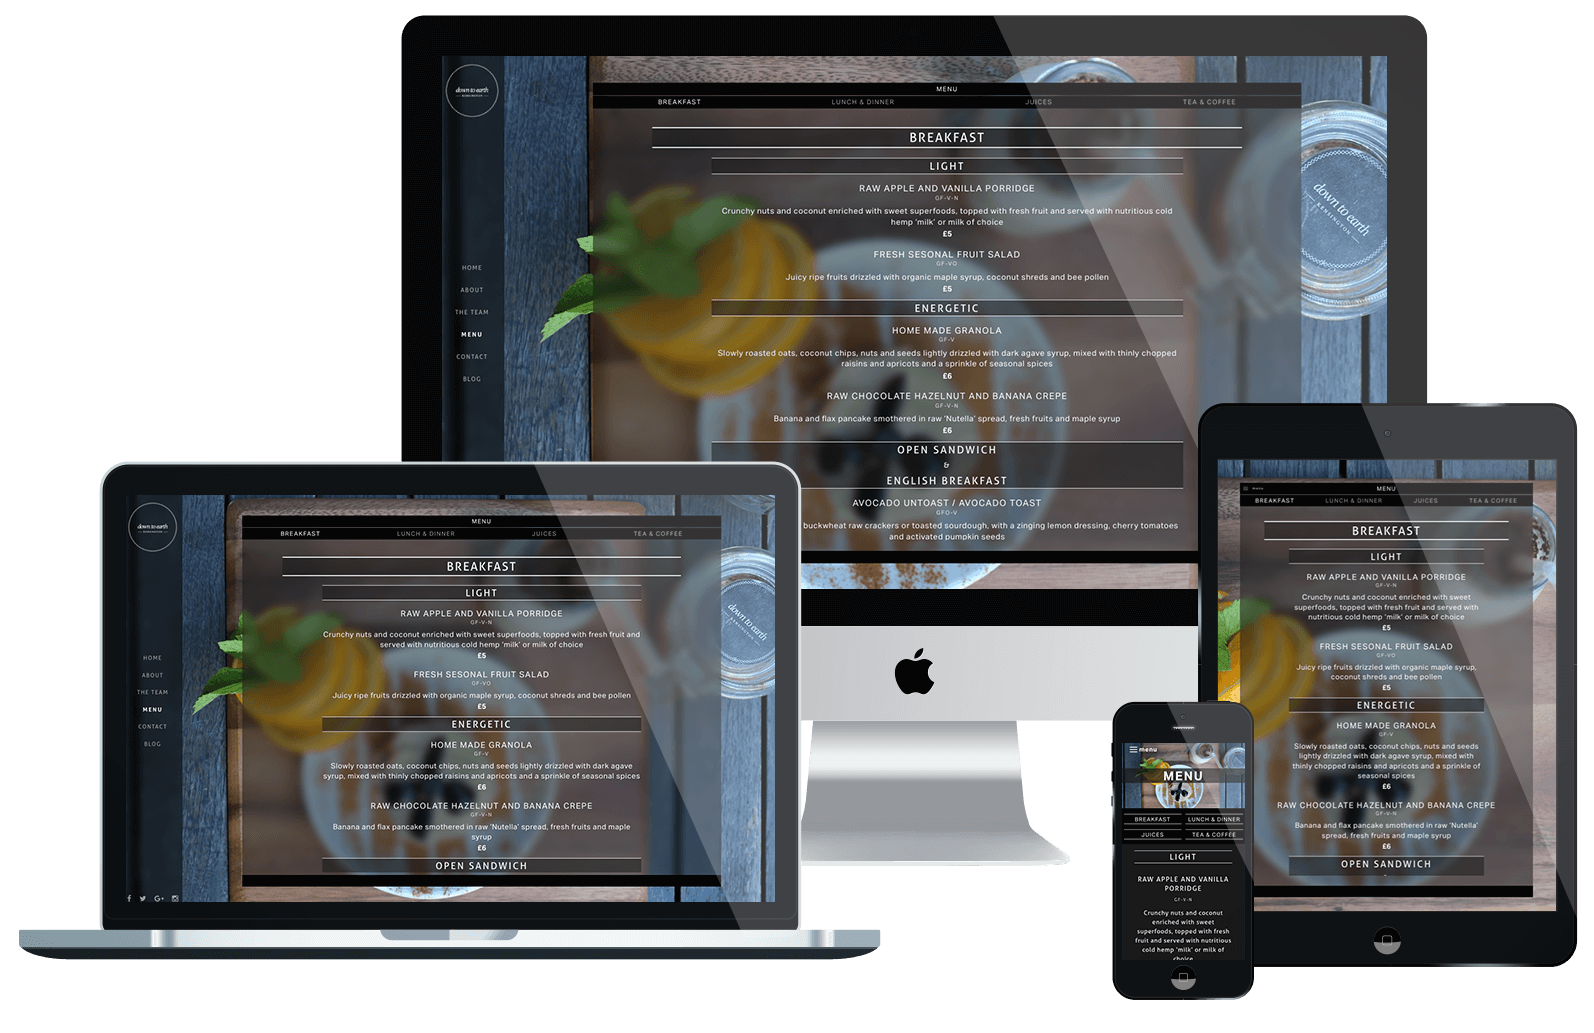 down to earth
KENSINGTON
HOME
ABOUT
THE TEAM
MENU
CONTACT
BLOG
MENU
BREAKFAST
LUNCH & DINNER
JUICES
TEA & COFFEE
BREAKFAST
LIGHT
RAW APPLE AND VANILLA PORRIDGE
GF-V-N
Crunchy nuts and coconut enriched with sweet superfoods, topped with fresh fruit and served with nutritious cold
hemp 'milk' or milk of choice
£5
FRESH SESONAL FRUIT SALAD
GF-VO
Juicy ripe fruits drizzled with organic maple syrup, coconut shreds and bee pollen
£5
ENERGETIC
HOME MADE GRANOLA
GF-V
Slowly roasted oats, coconut chips, nuts and seeds lightly drizzled with dark agave syrup, mixed with thinly chopped
raisins and apricots and a sprinkle of seasonal spices
£6
RAW CHOCOLATE HAZELNUT AND BANANA CREPE
GF-V-N
Banana and flax pancake smothered in raw 'Nutella' spread, fresh fruits and maple syrup
£6
OPEN SANDWICH
&
ENGLISH BREAKFAST
AVOCADO UNTOAST / AVOCADO TOAST
GFO-V
buckwheat raw crackers or toasted sourdough, with a zinging lemon dressing, cherry tomatoes
and activated pumpkin seeds
down to earth
KENSINGTON
down to earth
KENSINGTON
HOME
ABOUT
THE TEAM
MENU
CONTACT
BLOG
MENU
BREAKFAST
LUNCH & DINNER
JUICES
TEA & COFFEE
BREAKFAST
LIGHT
RAW APPLE AND VANILLA PORRIDGE
GF-V-N
Crunchy nuts and coconut enriched with sweet superfoods, topped with fresh fruit and
served with nutritious cold hemp 'milk' or milk of choice
£5
FRESH SESONAL FRUIT SALAD
GF-VO
Juicy ripe fruits drizzled with organic maple syrup, coconut shreds and bee pollen
£5
ENERGETIC
HOME MADE GRANOLA
GF-V
Slowly roasted oats, coconut chips, nuts and seeds lightly drizzled with dark agave
syrup, mixed with thinly chopped raisins and apricots and a sprinkle of seasonal spices
£6
RAW CHOCOLATE HAZELNUT AND BANANA CREPE
GF-V-N
Banana and flax pancake smothered in raw 'Nutella' spread, fresh fruits and maple
syrup
£6
OPEN SANDWICH
down to earth
KENSINGTON
menu
MENU
BREAKFAST
LUNCH & DINNER
JUICES
TEA & COFFEE
BREAKFAST
LIGHT
RAW APPLE AND VANILLA PORRIDGE
GF-V-N
Crunchy nuts and coconut enriched with sweet
superfoods, topped with fresh fruit and served with
nutritious cold hemp 'milk' or milk of choice
£5
FRESH SESONAL FRUIT SALAD
GF-VO
Juicy ripe fruits drizzled with organic maple syrup,
coconut shreds and bee pollen
£5
ENERGETIC
HOME MADE GRANOLA
GF-V
Slowly roasted oats, coconut chips, nuts and seeds
lightly drizzled with dark agave syrup, mixed with
thinly chopped raisins and apricots and a sprinkle of
seasonal spices
£6
RAW CHOCOLATE HAZELNUT AND BANANA CREPE
GF-V-N
Banana and flax pancake smothered in raw 'Nutella'
spread, fresh fruits and maple syrup
£6
OPEN SANDWICH
menu
MENU
BREAKFAST
LUNCH & DINNER
JUICES
TEA & COFFEE
LIGHT
RAW APPLE AND VANILLA
PORRIDGE
GF-V-N
Crunchy nuts and coconut
enriched with sweet
superfoods, topped with fresh
fruit and served with nutritious
cold hemp 'milk' or milk of
choice